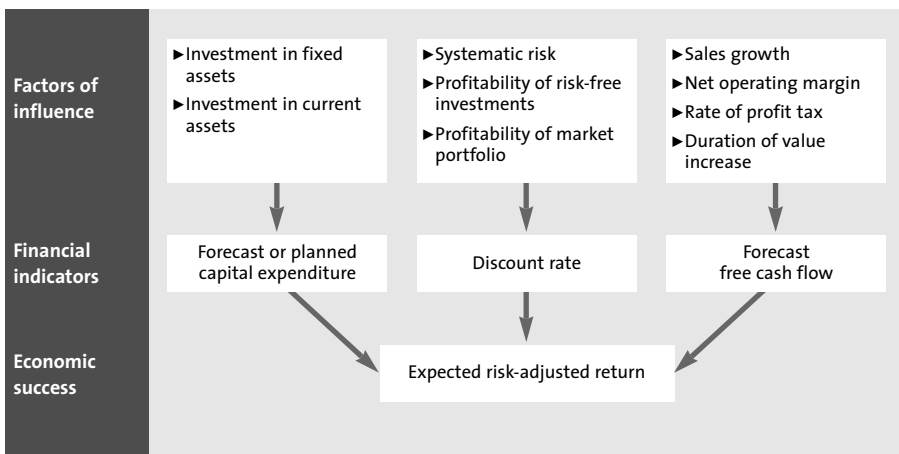 Factors of
influence
►Investment in fixed
assets
►Investment in current
assets
►Systematic risk
►Profitability of risk-free
investments
►Profitability of market
portfolio
►Sales growth
►Net operating margin
►Rate of profit tax
►Duration of value
increase
Financial
indicators
Forecast or planned
capital expenditure
Discount rate
Forecast
free cash flow
Economic
success
Expected risk-adjusted return